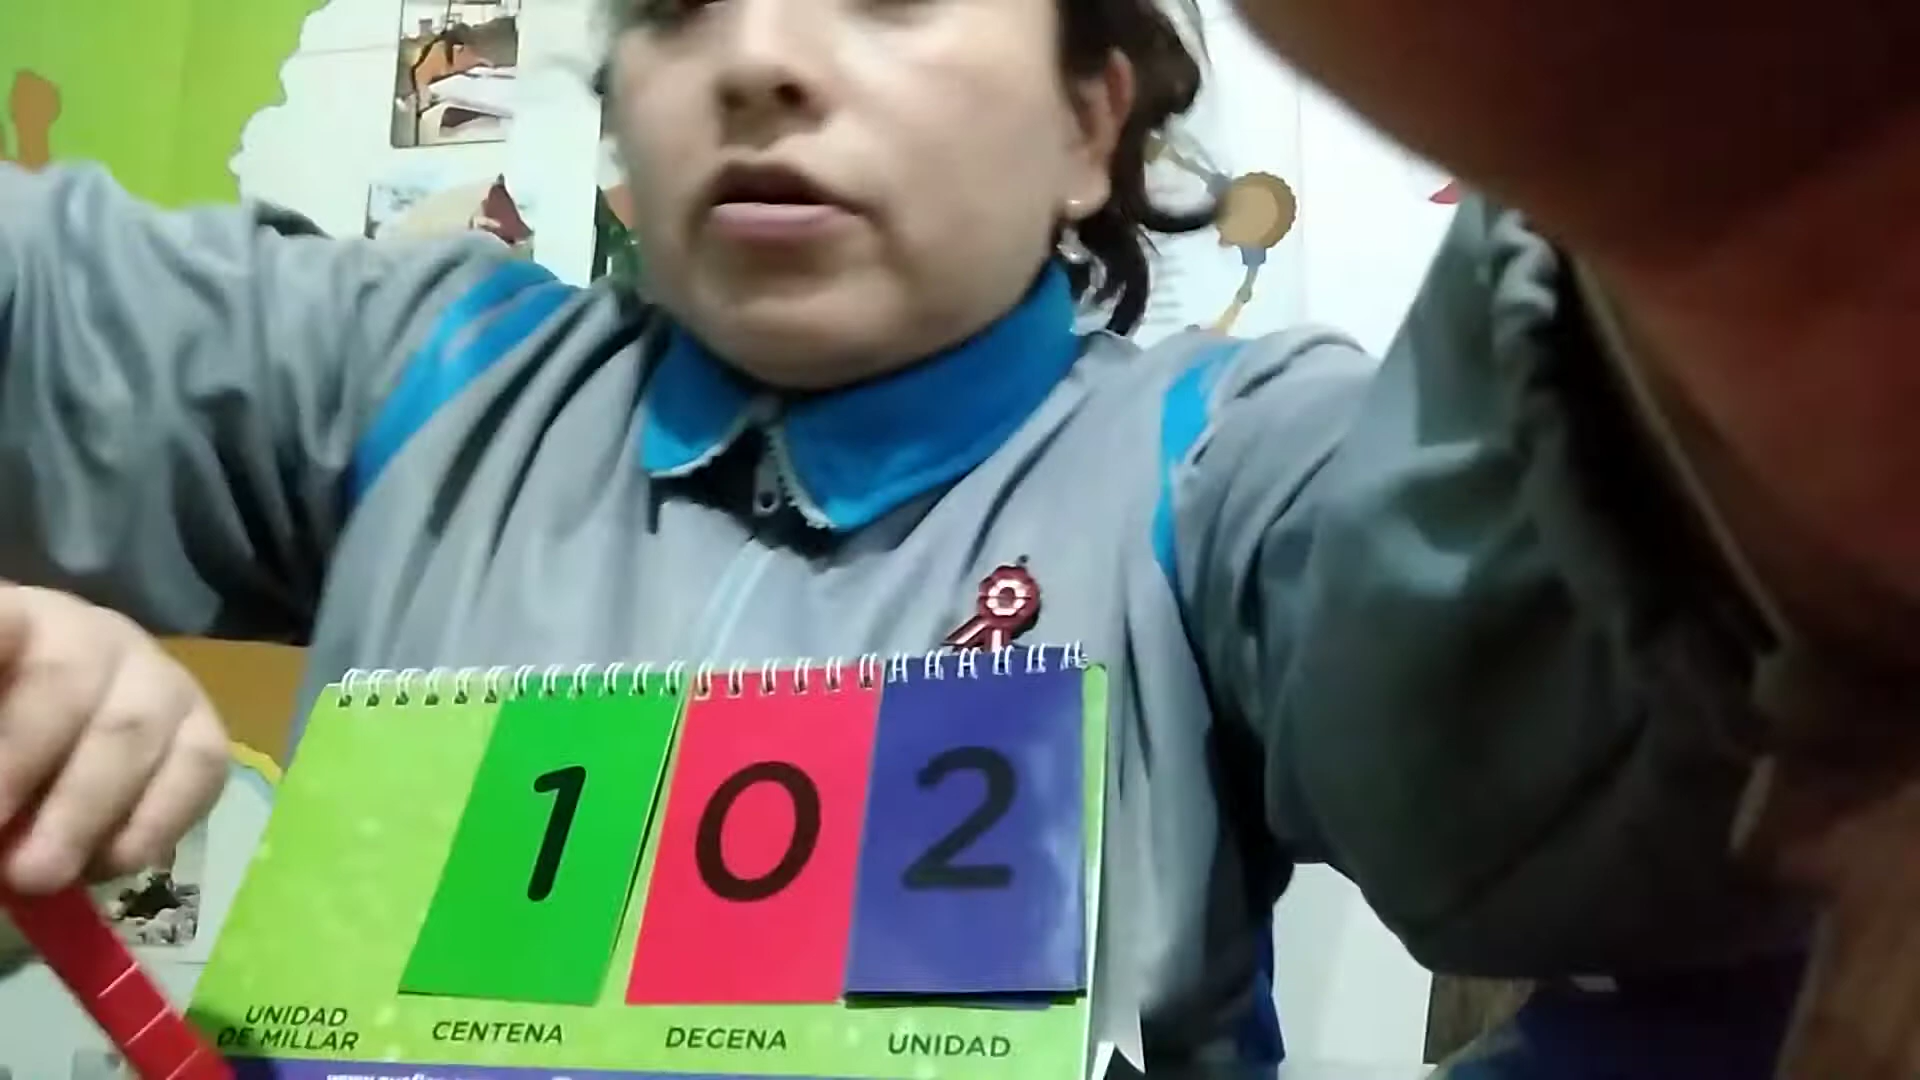 1 0 2
UNIDAD
DE MILLAR
CENTENA
DECENA
UNIDAD